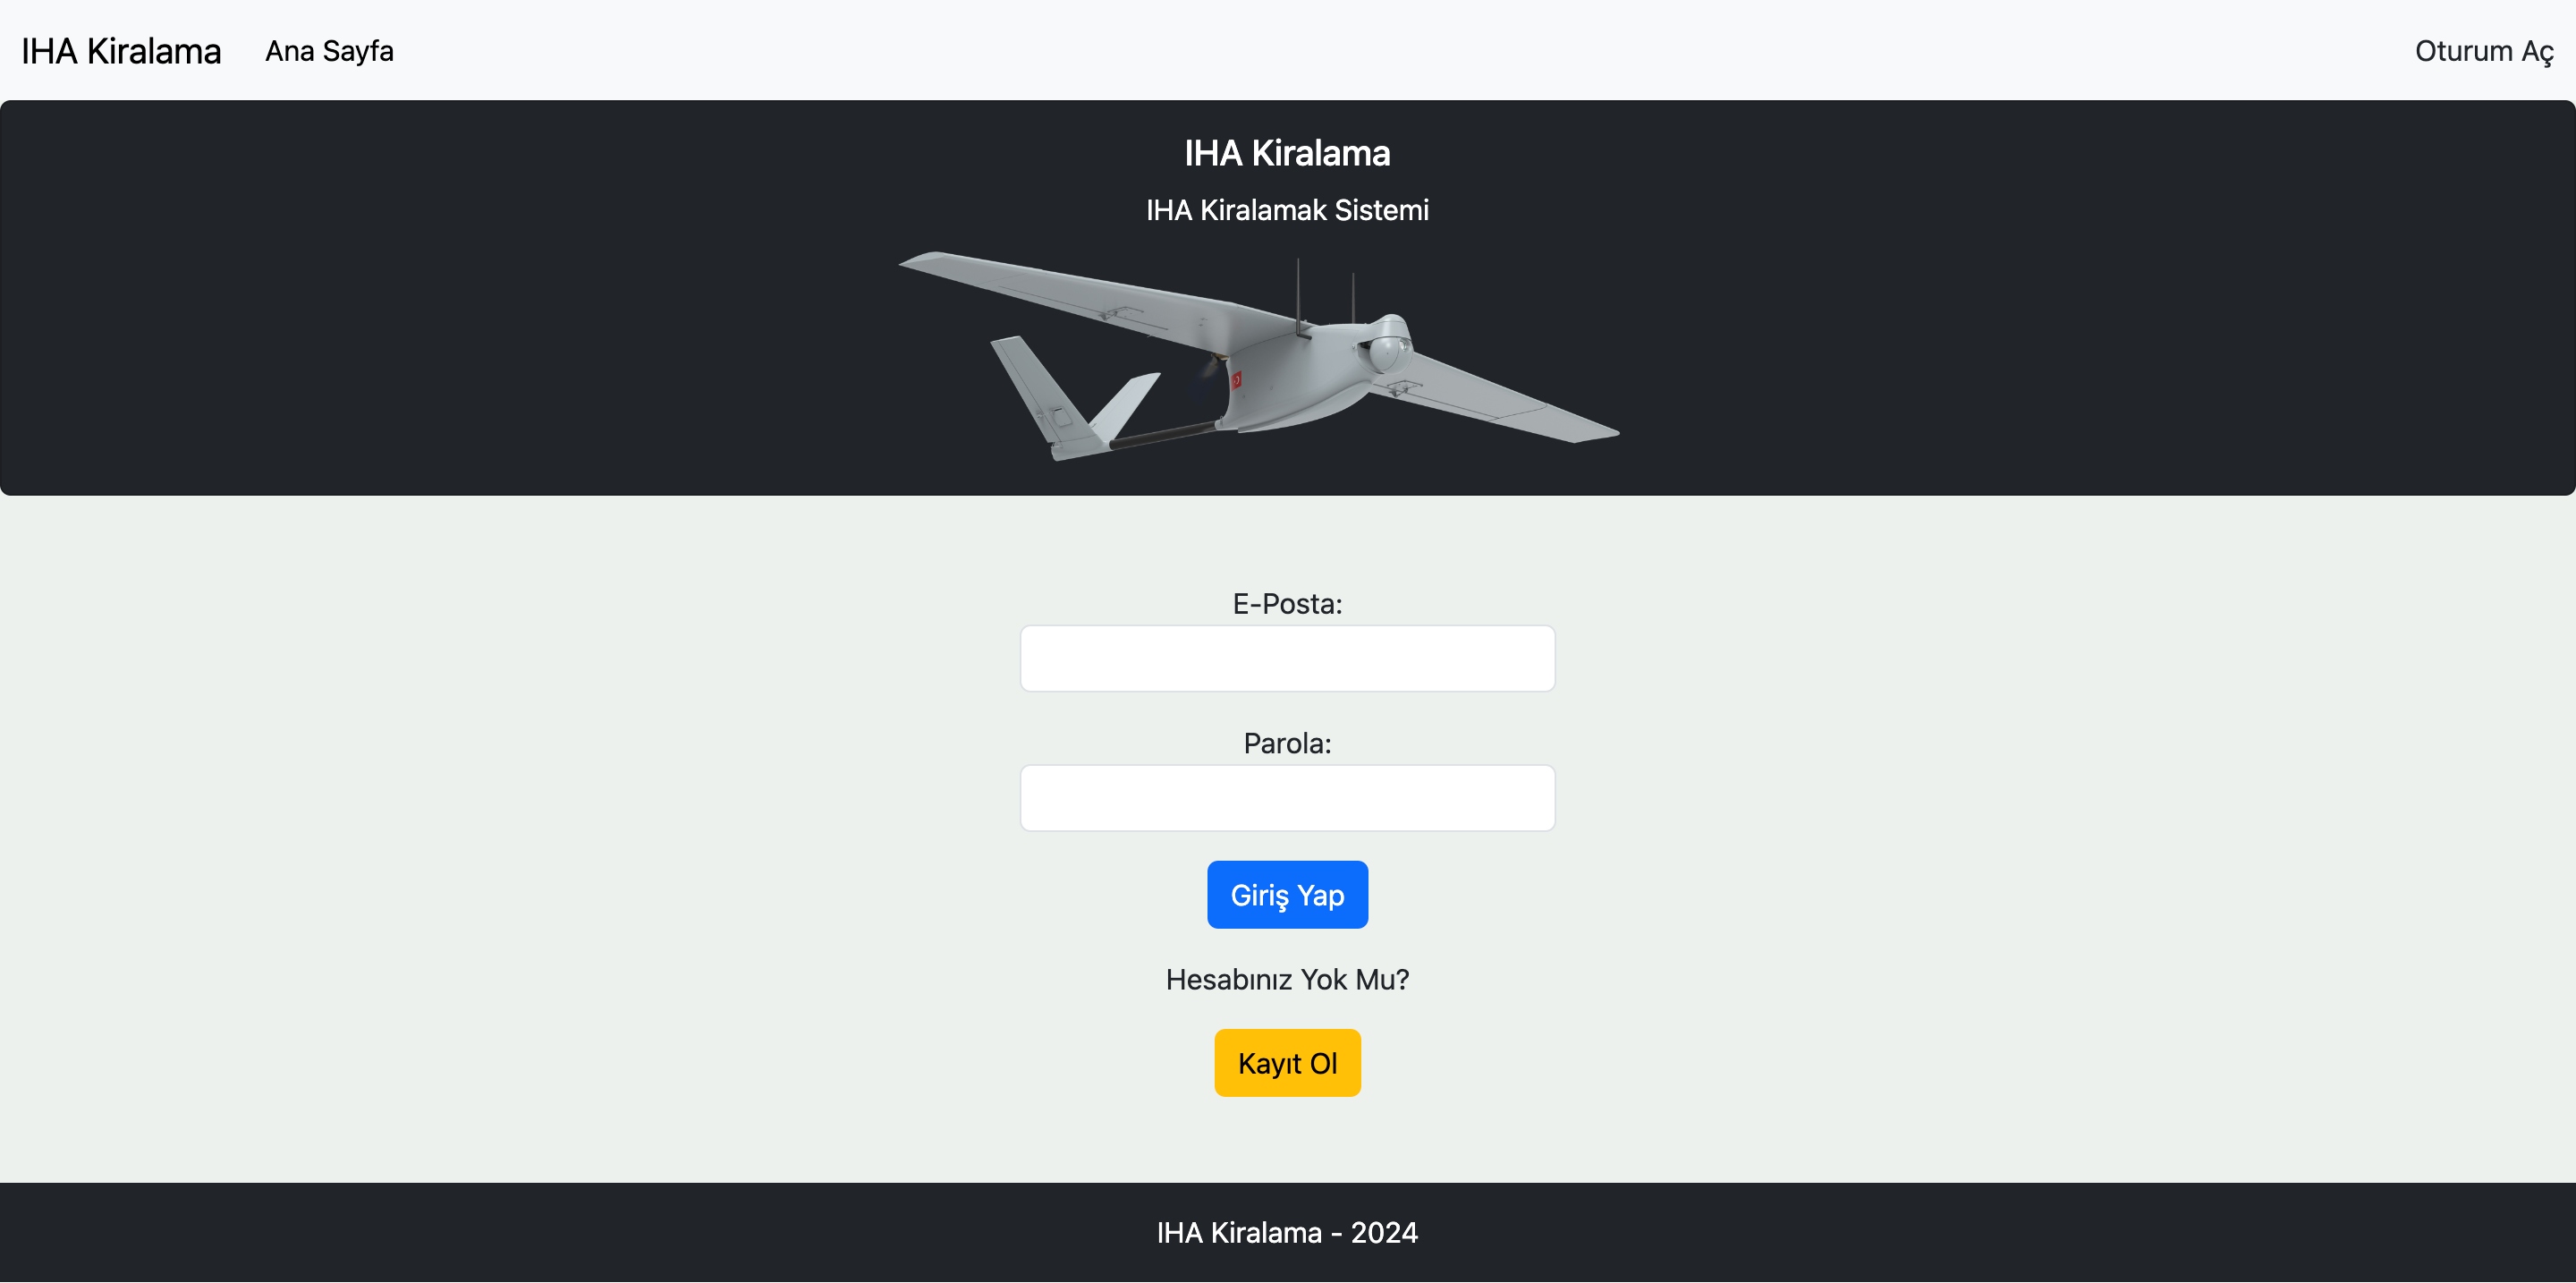 IHA Kiralama Ana Sayfa Oturum Aç
IHA Kiralama
IHA Kiralamak Sistemi
E-Posta:
Parola:
Giriş Yap
Hesabınız Yok Mu?
Kayıt Ol
IHA Kiralama - 2024